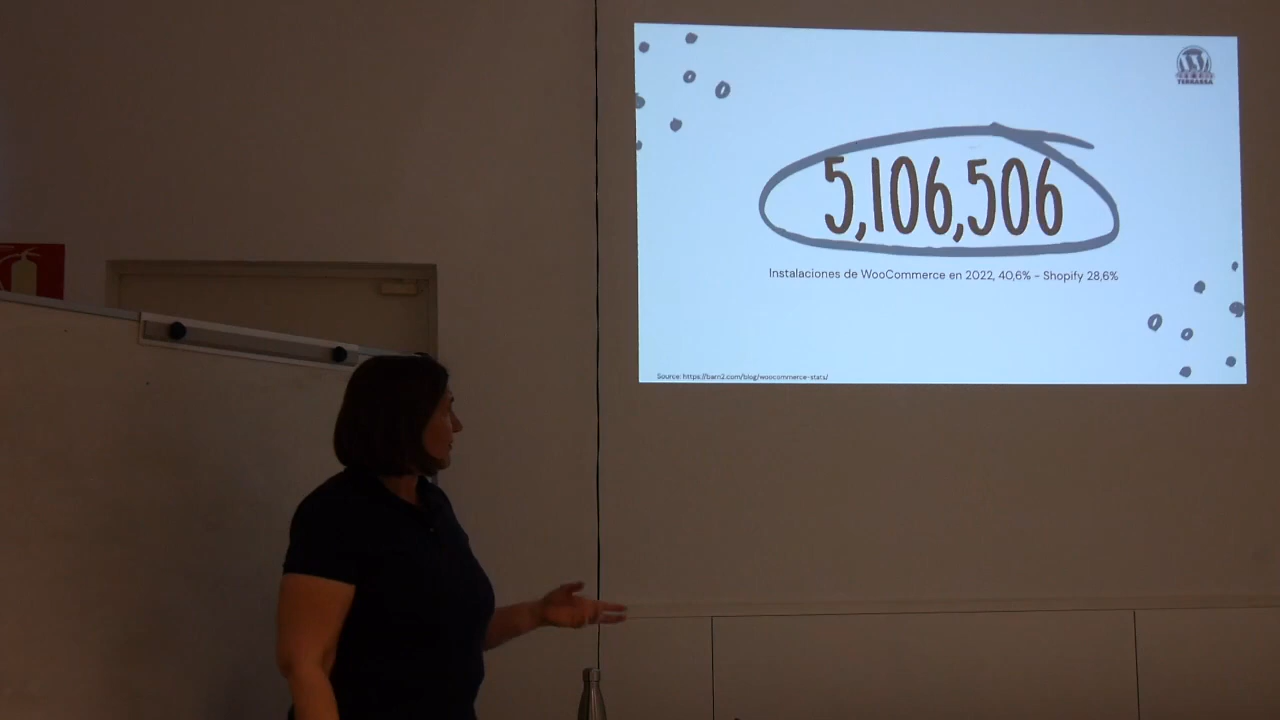 TERRASSA
5,106,506
Instalaciones de WooCommerce en 2022, 40,6% - Shopify 28,6%
Source: https://barn2.com/blog/woocommerce-stats/